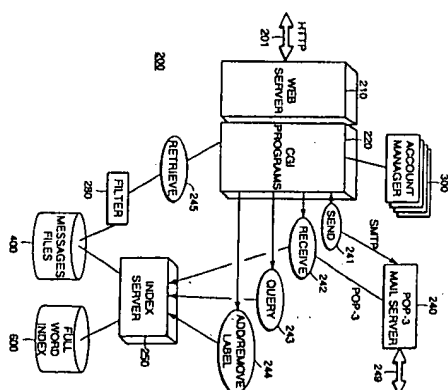 HTTP
201
200
WEB
SERVER
210
CGI
PROGRAMS
220
ACCOUNT
MANAGER
300
RETRIEVE
245
FILTER
280
MESSAGES
FILES
400
SEND
241
SMTP
RECEIVE
242
POP-3
QUERY
243
ADD/REMOVE
LABEL
244
POP-3
MAIL SERVER
240
249
INDEX
SERVER
250
FULL
WORD
INDEX
600